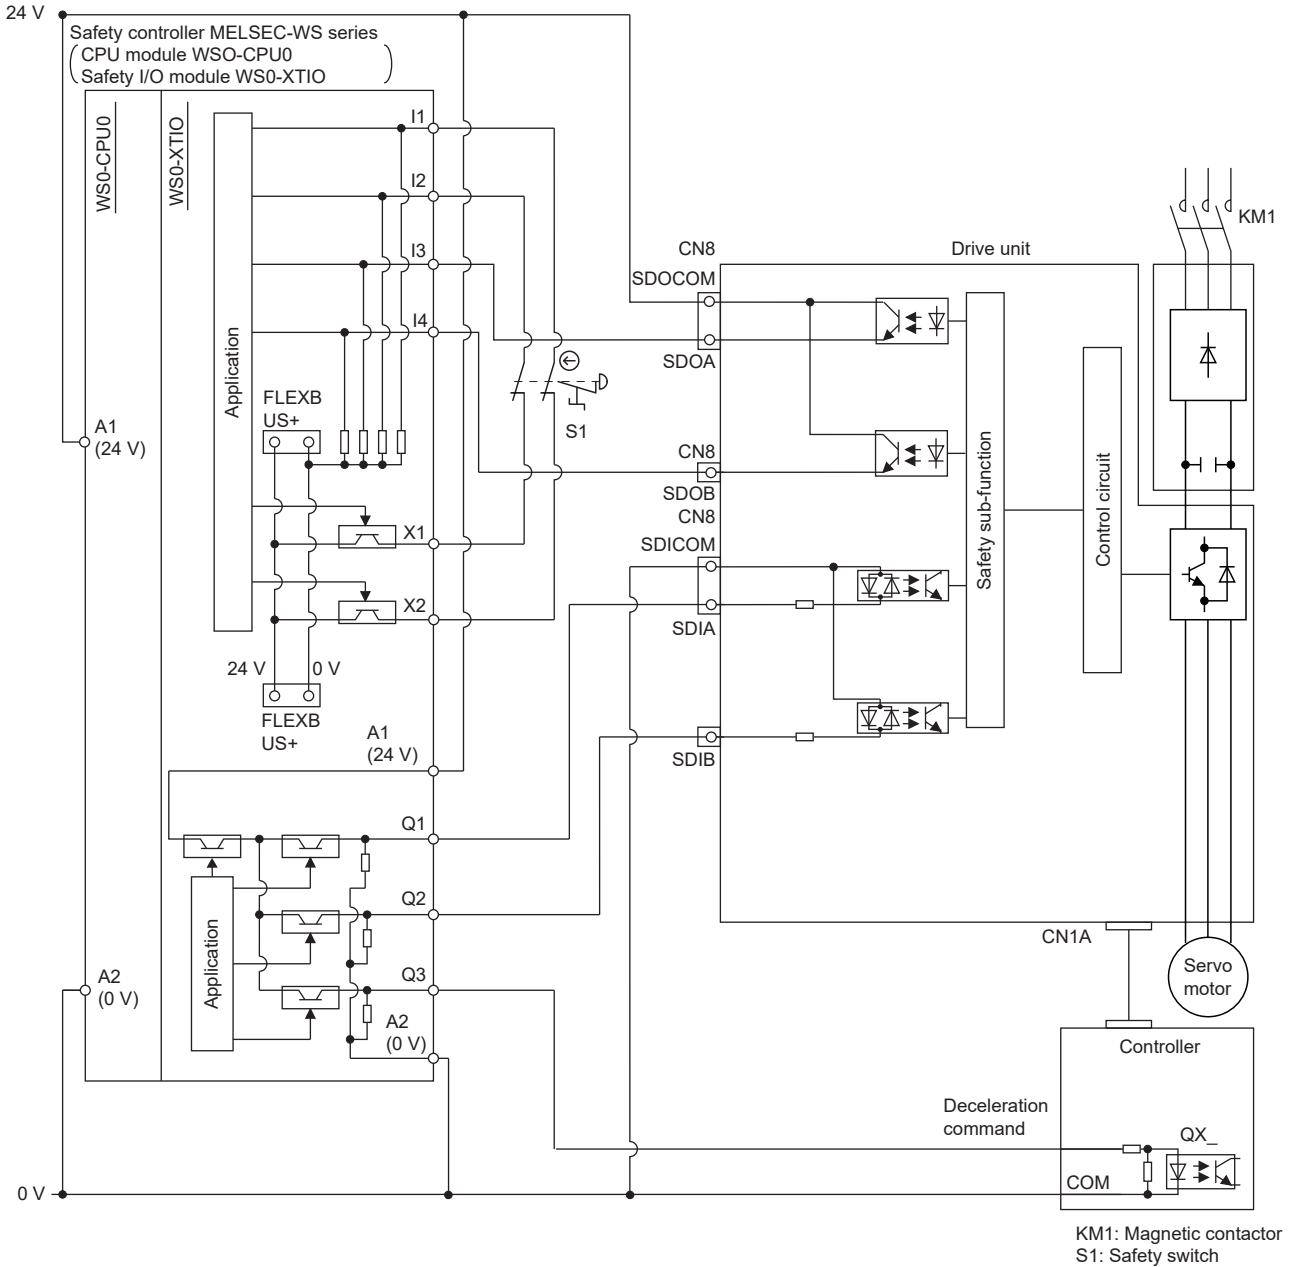 24 V
Safety controller MELSEC-WS series
CPU module WSO-CPU0
Safety I/O module WS0-XTIO
WS0-CPU0
WS0-XTIO
Application
I1
I2
I3
I4
FLEXB
US+
A1
(24 V)
X1
X2
24 V
0 V
FLEXB
US+
A1
(24 V)
Q1
Q2
Q3
Application
A2
(0 V)
A2
(0 V)
0 V
S1
CN8
SDOCOM
SDOA
CN8
SDOB
CN8
SDICOM
SDIA
SDIB
Drive unit
Safety sub-function
Control circuit
KM1
CN1A
Servo
motor
Controller
Deceleration
command
QX_
COM
KM1: Magnetic contactor
S1: Safety switch